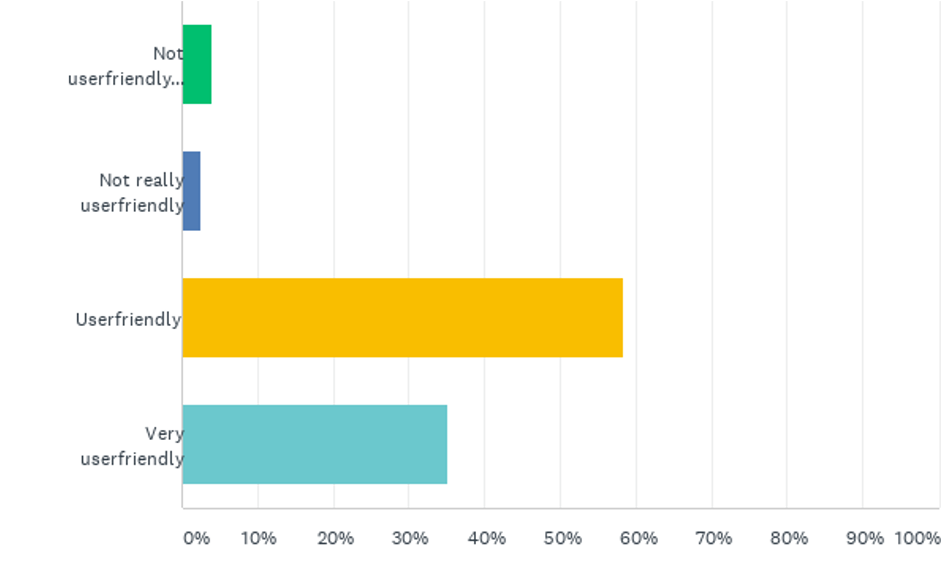 Not
userfriendly...
Not really
userfriendly
Userfriendly
Very
userfriendly
0% 10% 20% 30% 40% 50% 60% 70% 80% 90% 100%